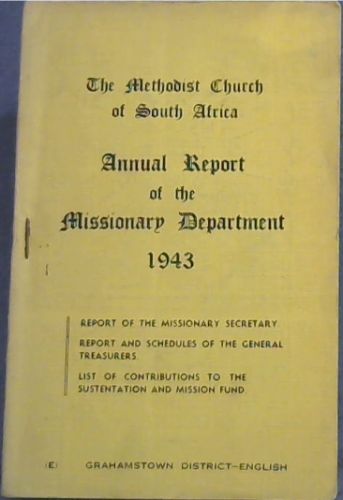 The Methodist Church
of South Africa
Annual Report
of the
Missionary Department
1943
REPORT OF THE MISSIONARY SECRETARY
REPORT AND SCHEDULES OF THE GENERAL
TREASURERS.
LIST OF CONTRIBUTIONS TO THE
SUSTENTATION AND MISSION FUND
(E) GRAHAMSTOWN DISTRICT—ENGLISH